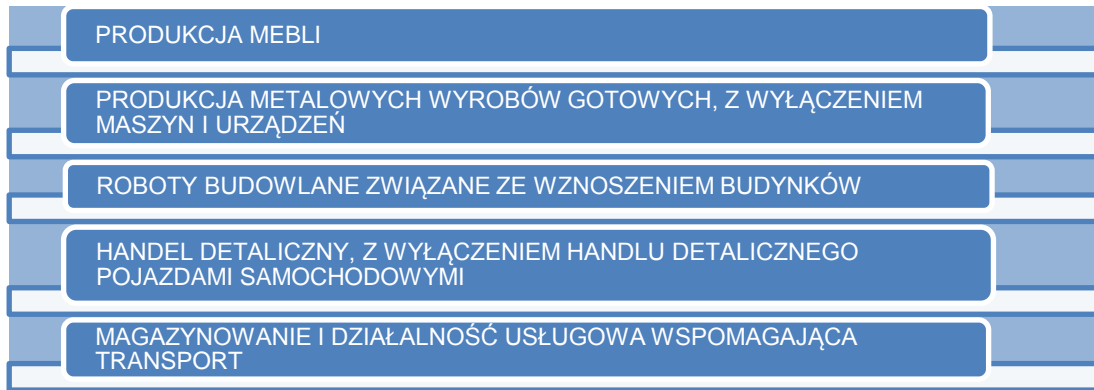 PRODUKCJA MEBLI
PRODUKCJA METALOWYCH WYROBÓW GOTOWYCH, Z WYŁĄCZENIEM
MASZYN I URZĄDZEŃ
ROBOTY BUDOWLANE ZWIĄZANE ZE WZNOSZENIEM BUDYNKÓW
HANDEL DETALICZNY, Z WYŁĄCZENIEM HANDLU DETALICZNEGO
POJAZDAMI SAMOCHODOWYMI
MAGAZYNOWANIE I DZIAŁALNOŚĆ USŁUGOWA WSPOMAGAJĄCA
TRANSPORT